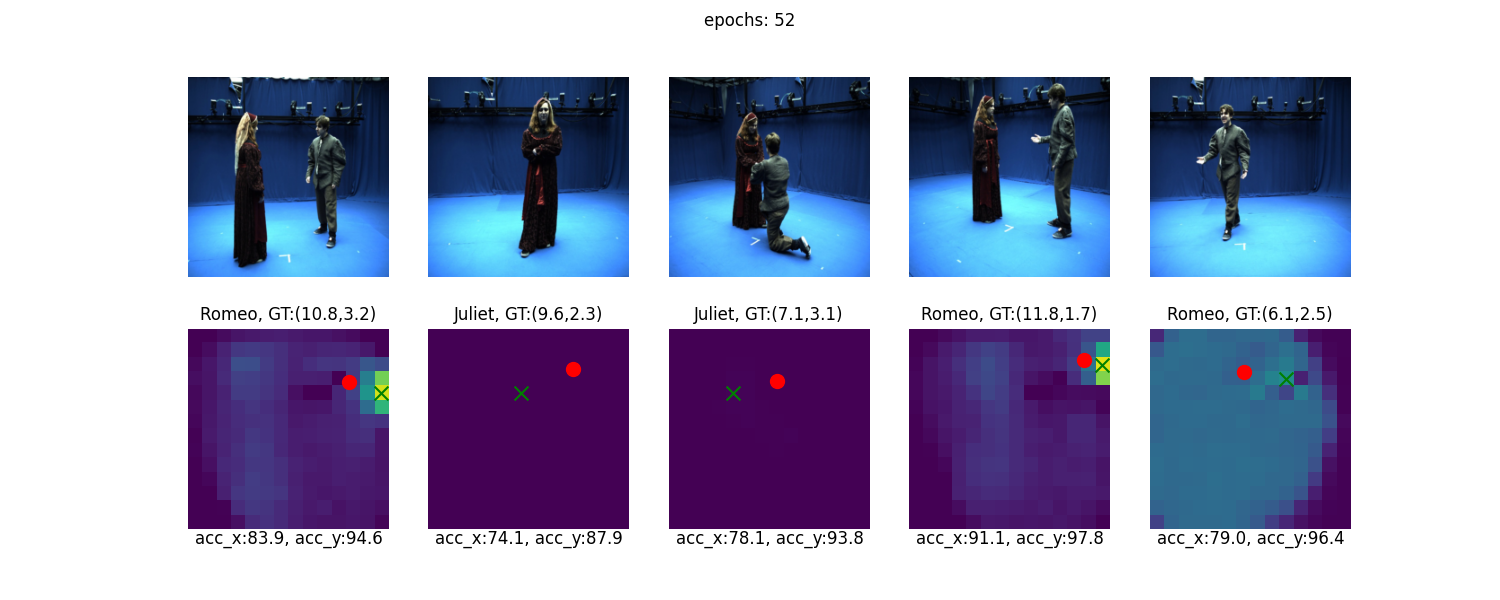 epochs: 52
Romeo, GT:(10.8,3.2)
Juliet, GT:(9.6,2.3)
Juliet, GT:(7.1,3.1)
Romeo, GT:(11.8,1.7)
Romeo, GT:(6.1,2.5)
acc_x:83.9, acc_y:94.6
acc_x:74.1, acc_y:87.9
acc_x:78.1, acc_y:93.8
acc_x:91.1, acc_y:97.8
acc_x:79.0, acc_y:96.4